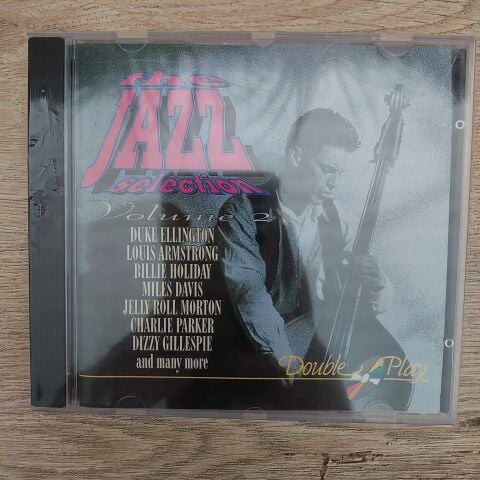 the
JAZZ
selection
Volume 2
DUKE ELLINGTON
LOUIS ARMSTRONG
BILLIE HOLIDAY
MILES DAVIS
JELLY ROLL MORTON
CHARLIE PARKER
DIZZY GILLESPIE
and many more
Double Play